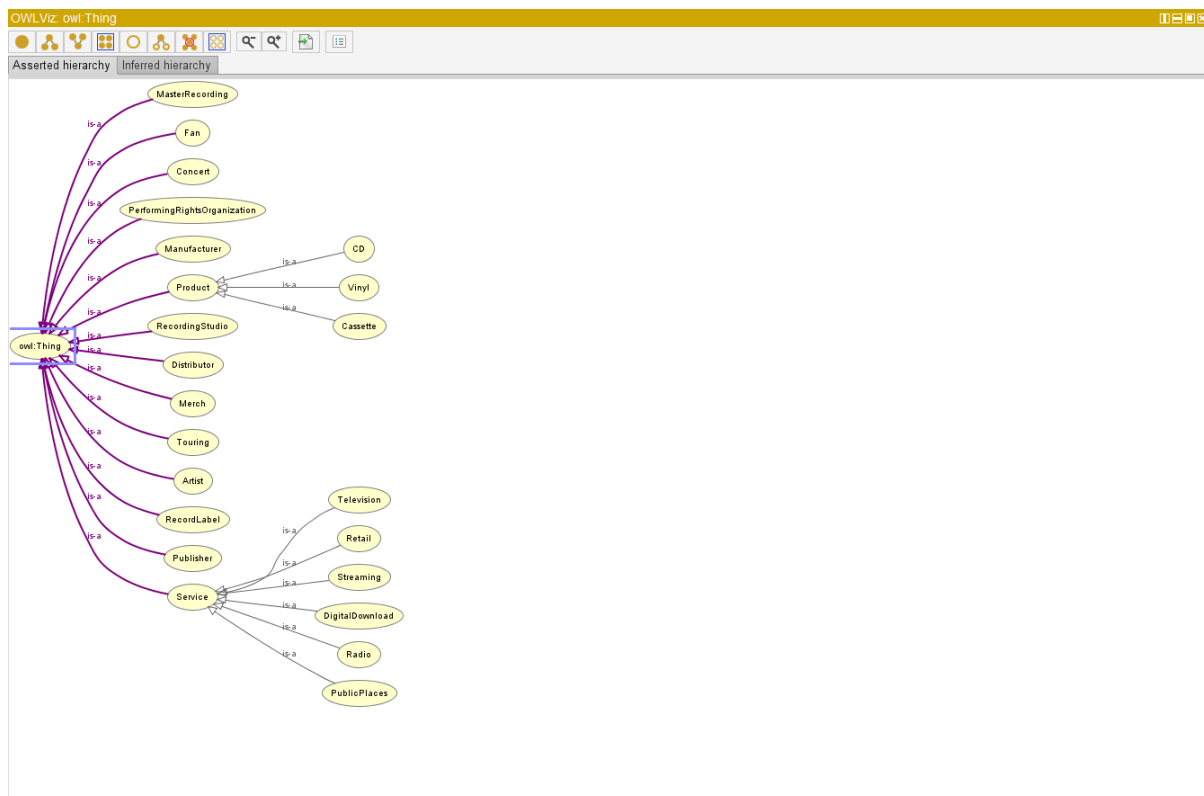 OWLViz: owl:Thing
Asserted hierarchy
Inferred hierarchy
MasterRecording
is-a
Fan
is-a
Concert
is-a
PerformingRightsOrganization
is-a
Manufacturer
CD
is-a
is-a
Product
is-a
Vinyl
is-a
is-a
RecordingStudio
Cassette
is-a
owl:Thing
is-a
Distributor
is-a
Merch
is-a
Touring
is-a
Artist
is-a
Television
RecordLabel
is-a
is-a
Retail
Publisher
is-a
is-a
Streaming
is-a
Service
is-a
DigitalDownload
is-a
Radio
is-a
PublicPlaces